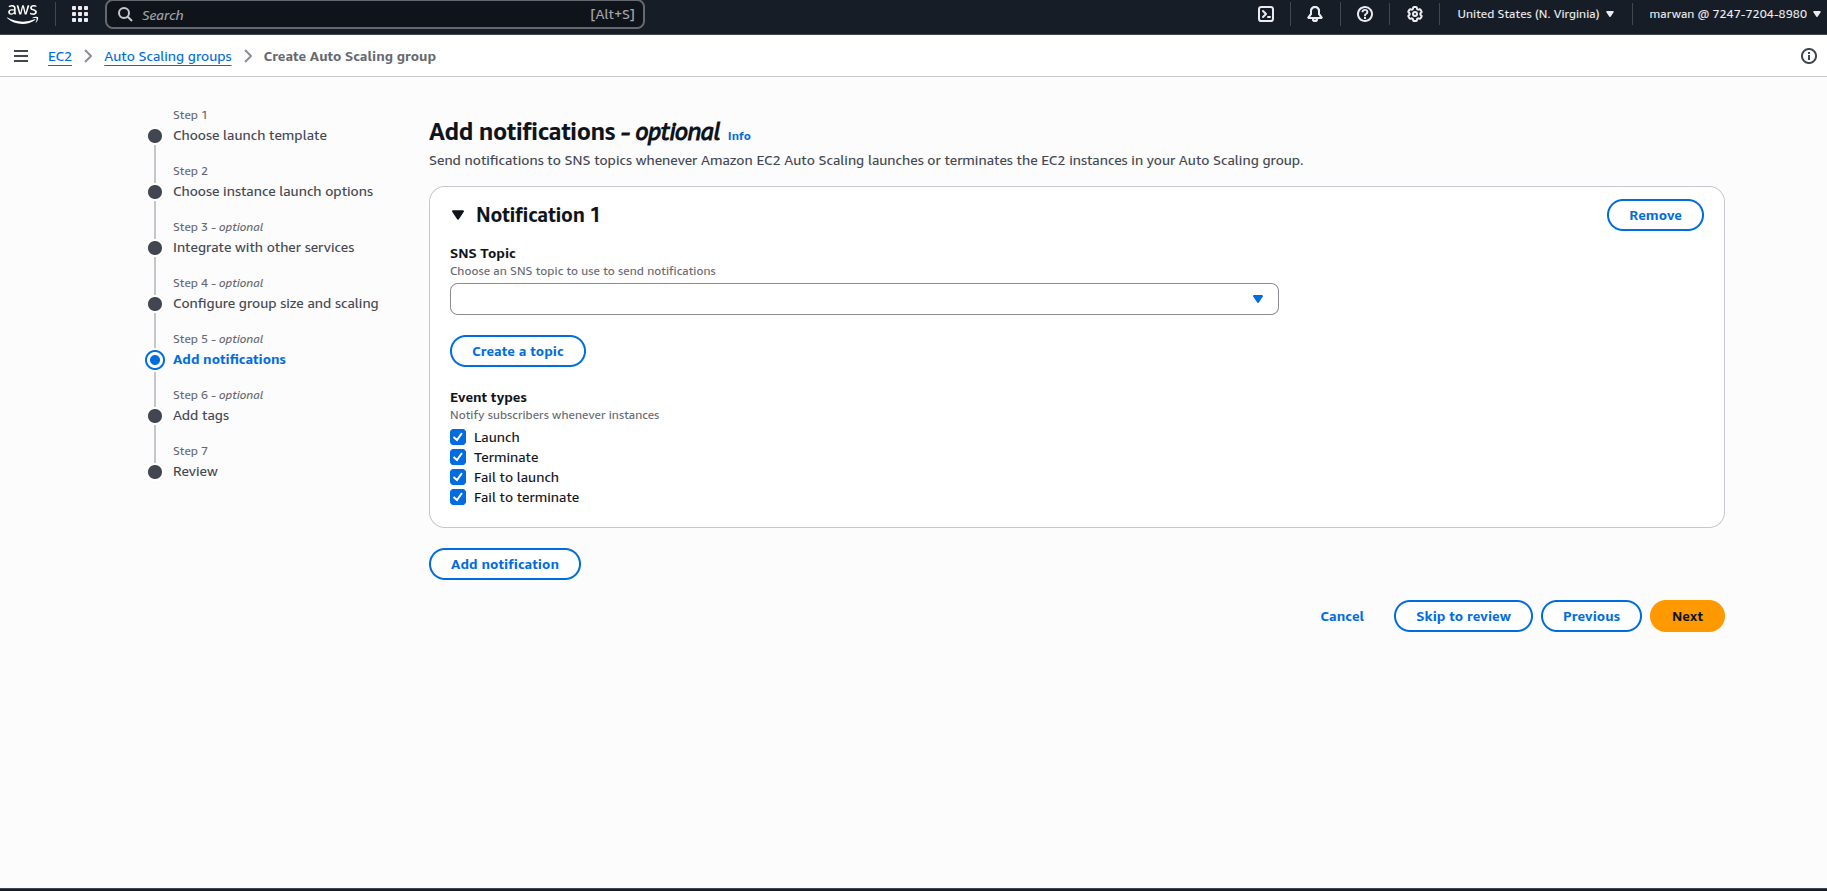 aws
Search [Alt+S]
United States (N. Virginia)
marwan @ 7247-7204-8980
EC2 > Auto Scaling groups > Create Auto Scaling group
Step 1
Choose launch template
Step 2
Choose instance launch options
Step 3 - optional
Integrate with other services
Step 4 - optional
Configure group size and scaling
Step 5 - optional
Add notifications
Step 6 - optional
Add tags
Step 7
Review
Add notifications - optional Info
Send notifications to SNS topics whenever Amazon EC2 Auto Scaling launches or terminates the EC2 instances in your Auto Scaling group.
Notification 1
Remove
SNS Topic
Choose an SNS topic to use to send notifications
Create a topic
Event types
Notify subscribers whenever instances
Launch
Terminate
Fail to launch
Fail to terminate
Add notification
Cancel
Skip to review
Previous
Next